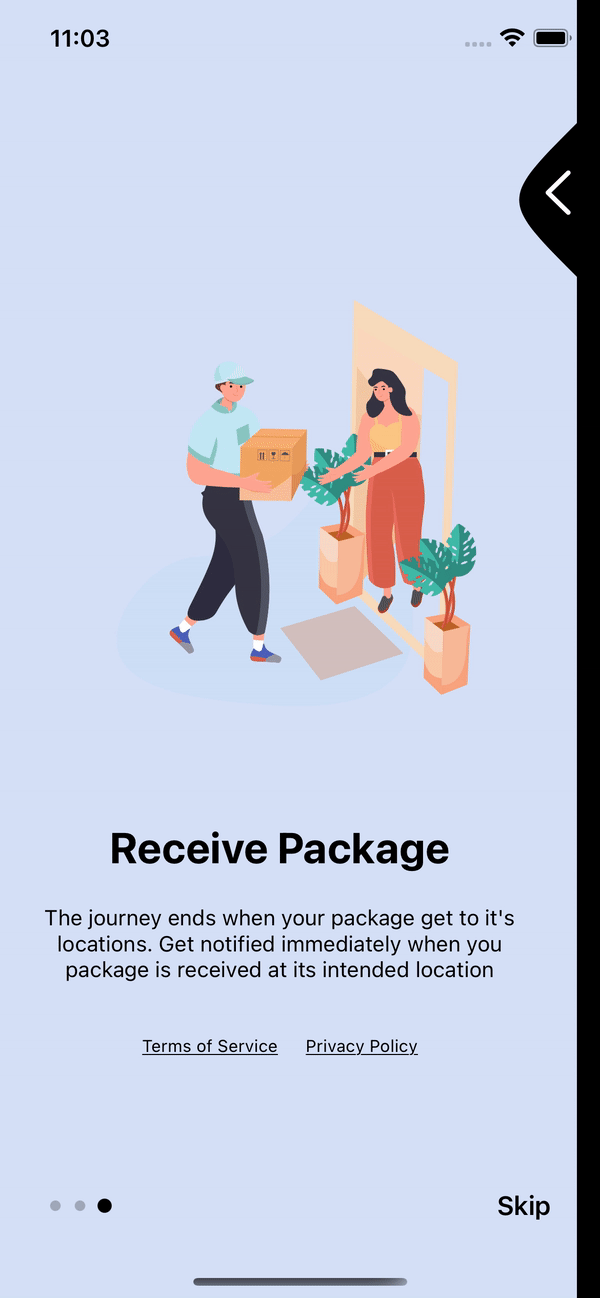 11:03
Receive Package
The journey ends when your package get to it's
locations. Get notified immediately when you
package is received at its intended location
Terms of Service Privacy Policy
Skip